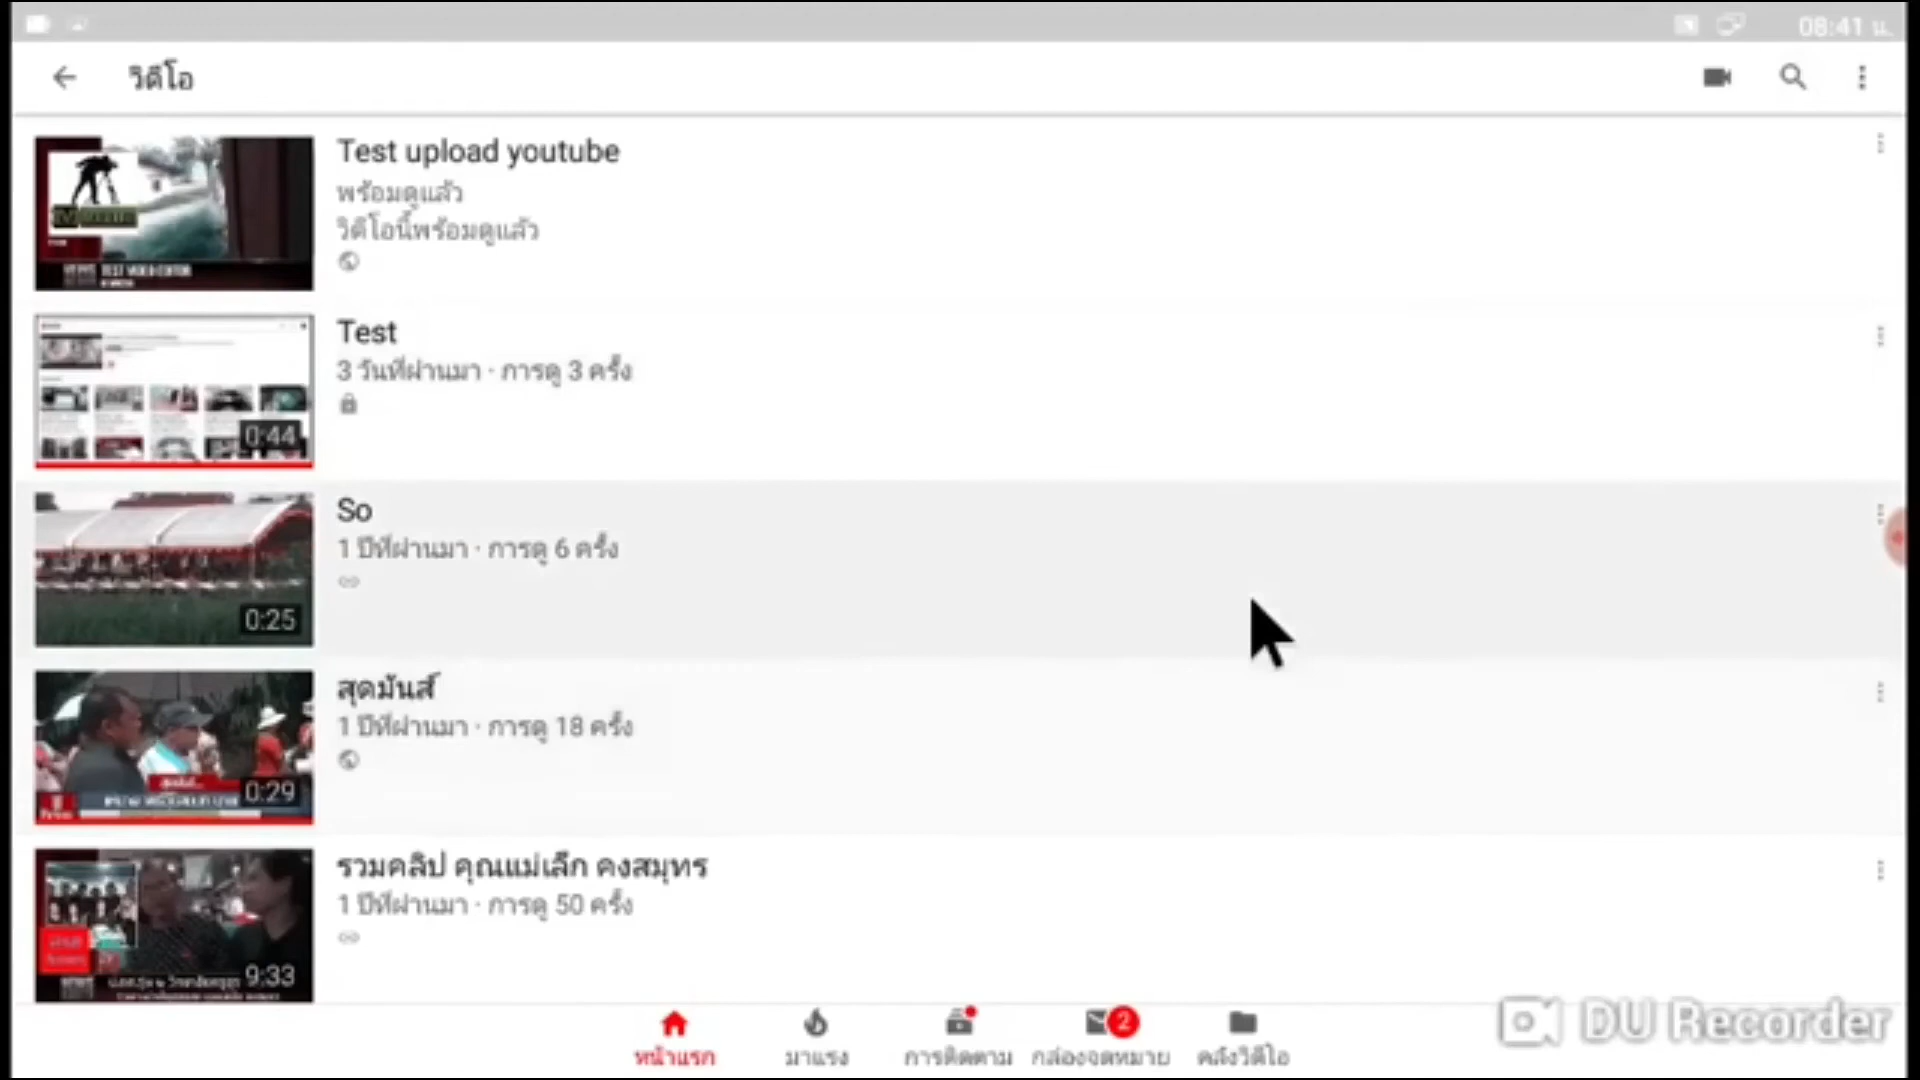 08:41 น.
วิดีโอ
Test upload youtube
พร้อมดูแล้ว
วิดีโอนี้พร้อมดูแล้ว
TEST VIDEO EDITOR
Test
3 วันที่ผ่านมา · การดู 3 ครั้ง
0:44
So
1 ปีที่ผ่านมา · การดู 6 ครั้ง
0:25
สุดมันส์
1 ปีที่ผ่านมา · การดู 18 ครั้ง
0:29
รวมคลิป คุณแม่เล็ก คงสมุทร
1 ปีที่ผ่านมา · การดู 50 ครั้ง
9:33
หน้าแรก
มาแรง
การติดตาม
2
กล่องจดหมาย
คลังวิดีโอ
DU Recorder